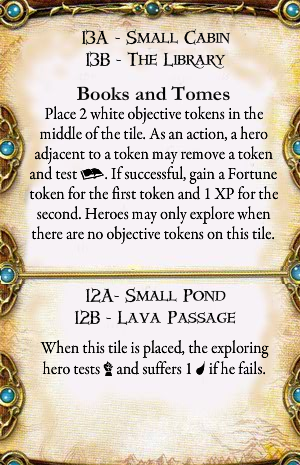 13A - Small Cabin
13B - The Library
Books and Tomes
Place 2 white objective tokens in the
middle of the tile. As an action, a hero
adjacent to a token may remove a token
and test . If successful, gain a Fortune
token for the first token and 1 XP for the
second. Heroes may only explore when
there are no objective tokens on this tile.
12A- Small Pond
12B - Lava Passage
When this tile is placed, the exploring
hero tests and suffers 1 if he fails.